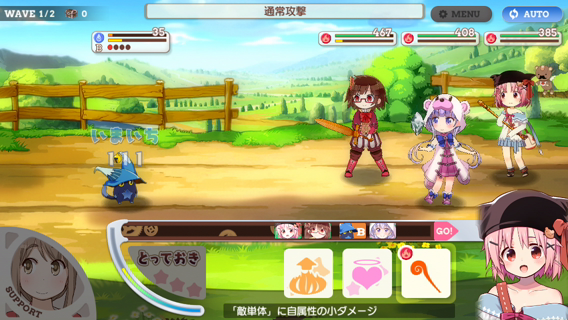 WAVE 1/2
0
通常攻撃
MENU
AUTO
35
B
467
408
385
いまいち
111
B
GO!
とっておき
SUPPORT
「敵単体」に自属性の小ダメージ